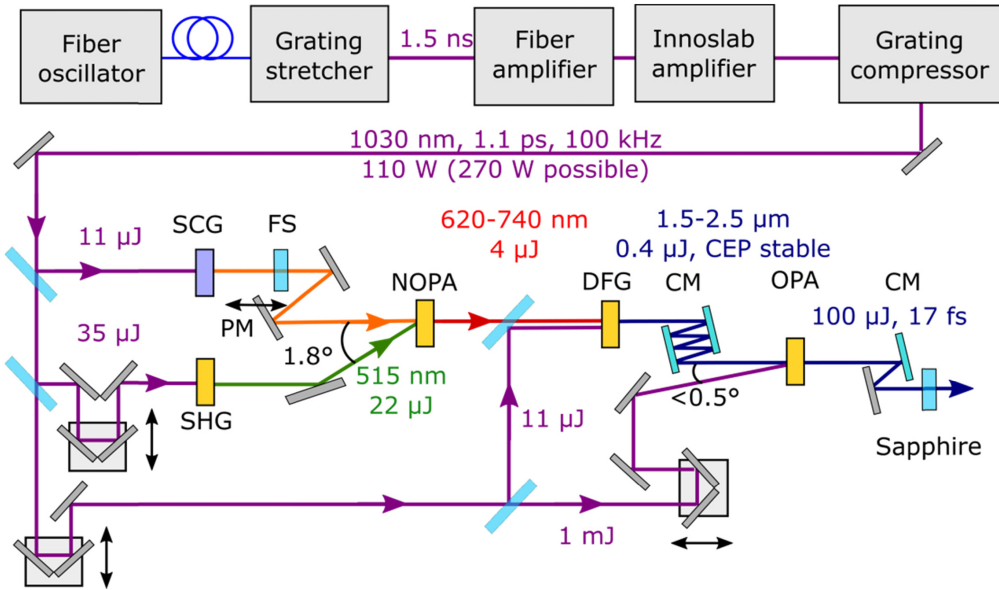 Fiber
oscillator
Grating
stretcher
1.5 ns
Fiber
amplifier
Innoslab
amplifier
Grating
compressor
1030 nm, 1.1 ps, 100 kHz
110 W (270 W possible)
11 µJ
SCG
FS
620-740 nm
4 µJ
1.5-2.5 µm
0.4 µJ, CEP stable
NOPA
DFG
CM
OPA
CM
PM
35 µJ
1.8°
100 µJ, 17 fs
515 nm
22 µJ
SHG
11 µJ
<0.5°
Sapphire
1 mJ